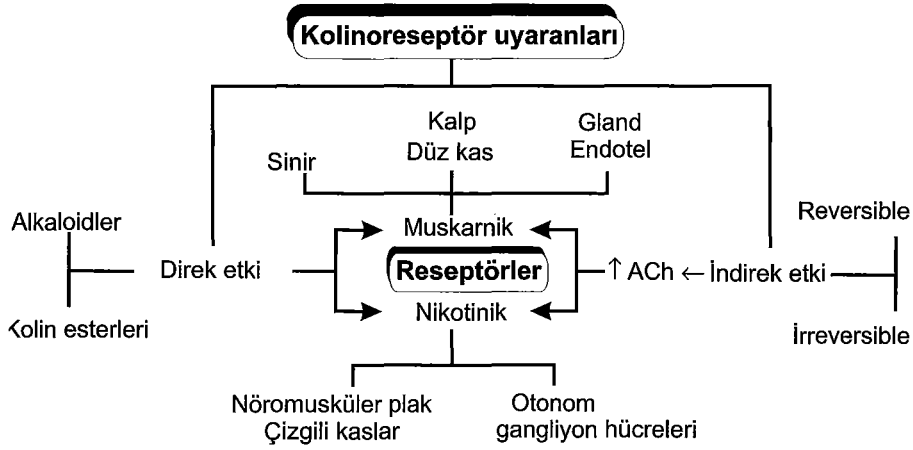 Kolinoreseptör uyaranları
Kalp
Düz kas
Gland
Endotel
Sinir
Alkaloidler
Muskarnik
Reversible
Direk etki
Reseptörler
↑ ACh ← İndirek etki
Nikotinik
Kolin esterleri
İrreversible
Nöromusküler plak
Çizgili kaslar
Otonom
gangliyon hücreleri